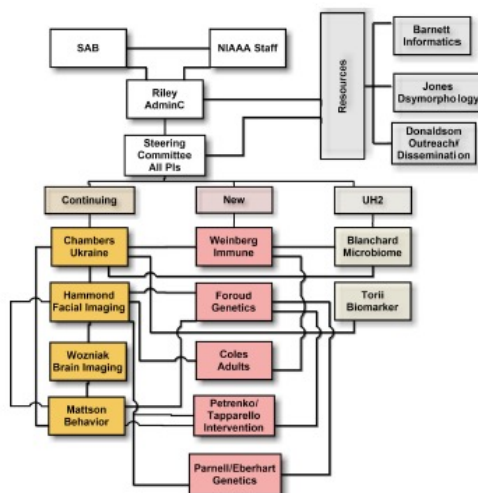 SAB
NIAAA Staff
Barnett
Informatics
Riley
AdminC
Resources
Jones
Dsymorphology
Steering
Committee
All PIs
Donaldson
Outreach/
Dissemination
Continuing
New
UH2
Chambers
Ukraine
Weinberg
Immune
Blanchard
Microbiome
Hammond
Facial Imaging
Foroud
Genetics
Torii
Biomarker
Wozniak
Brain Imaging
Coles
Adults
Mattson
Behavior
Petrenko/
Tapparello
Intervention
Parnell/Eberhart
Genetics